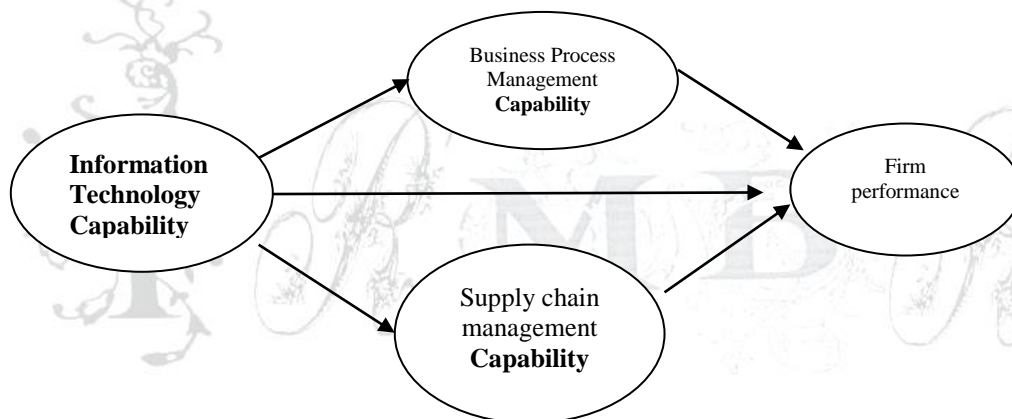 Business Process
Management
Capability
Information
Technology
Capability
Firm
performance
Supply chain
management
Capability